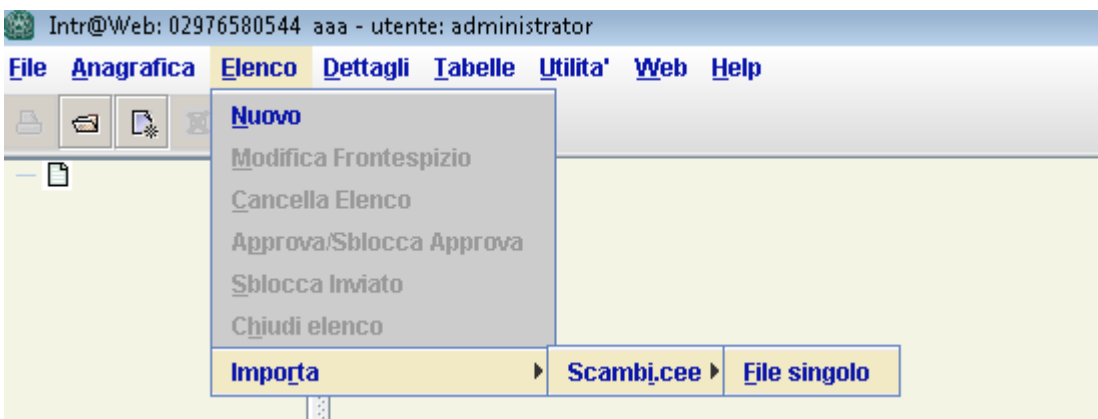 Intr@Web: 02976580544 aaa - utente: administrator
File Anagrafica Elenco Dettagli Tabelle Utilita' Web Help
Nuovo
Modifica Frontespizio
Cancella Elenco
Approva/Sblocca Approva
Sblocca Inviato
Chiudi elenco
Importa Scambi.cee File singolo